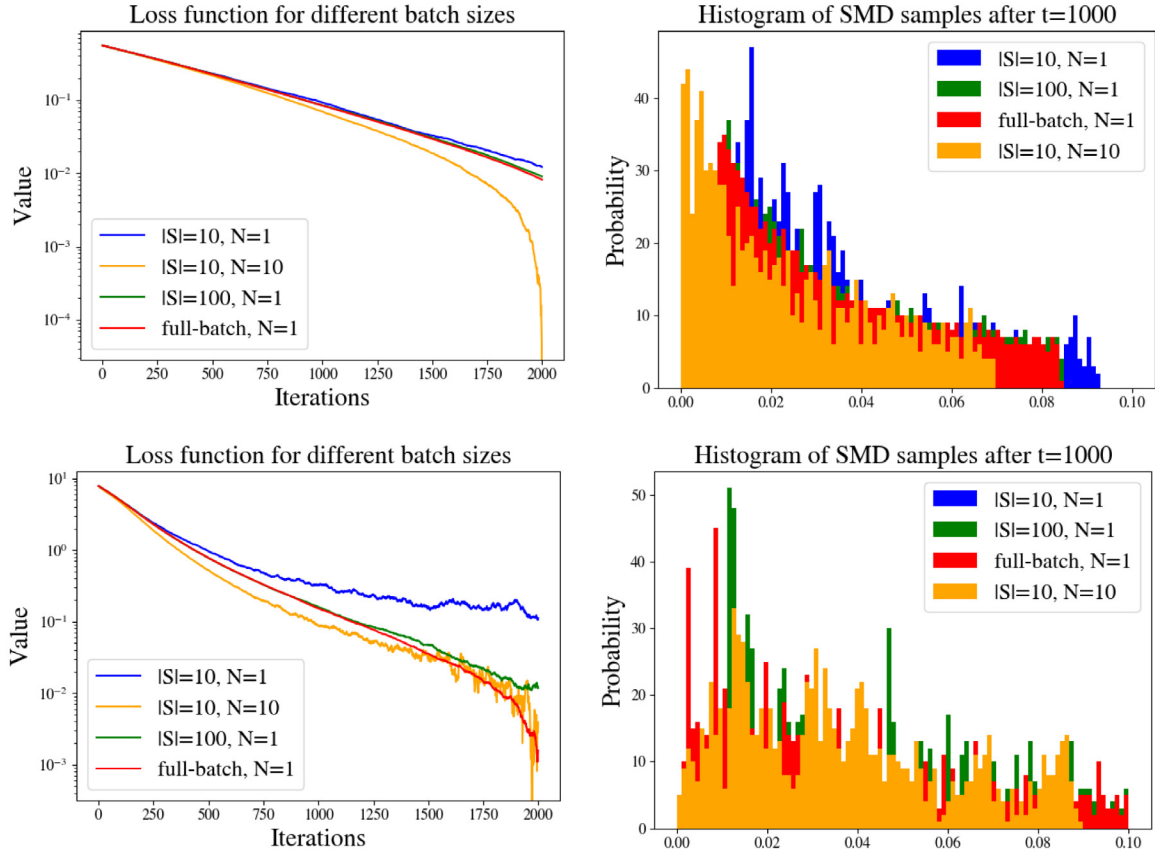 Loss function for different batch sizes
Value
10⁻¹
10⁻²
10⁻³
10⁻⁴
|S|=10, N=1
|S|=10, N=10
|S|=100, N=1
full-batch, N=1
0 250 500 750 1000 1250 1500 1750 2000
Iterations
Histogram of SMD samples after t=1000
Probability
40
30
20
10
0
|S|=10, N=1
|S|=100, N=1
full-batch, N=1
|S|=10, N=10
0.00 0.02 0.04 0.06 0.08 0.10
Loss function for different batch sizes
Value
10¹
10⁰
10⁻¹
10⁻²
10⁻³
|S|=10, N=1
|S|=10, N=10
|S|=100, N=1
full-batch, N=1
0 250 500 750 1000 1250 1500 1750 2000
Iterations
Histogram of SMD samples after t=1000
Probability
50
40
30
20
10
0
|S|=10, N=1
|S|=100, N=1
full-batch, N=1
|S|=10, N=10
0.00 0.02 0.04 0.06 0.08 0.10